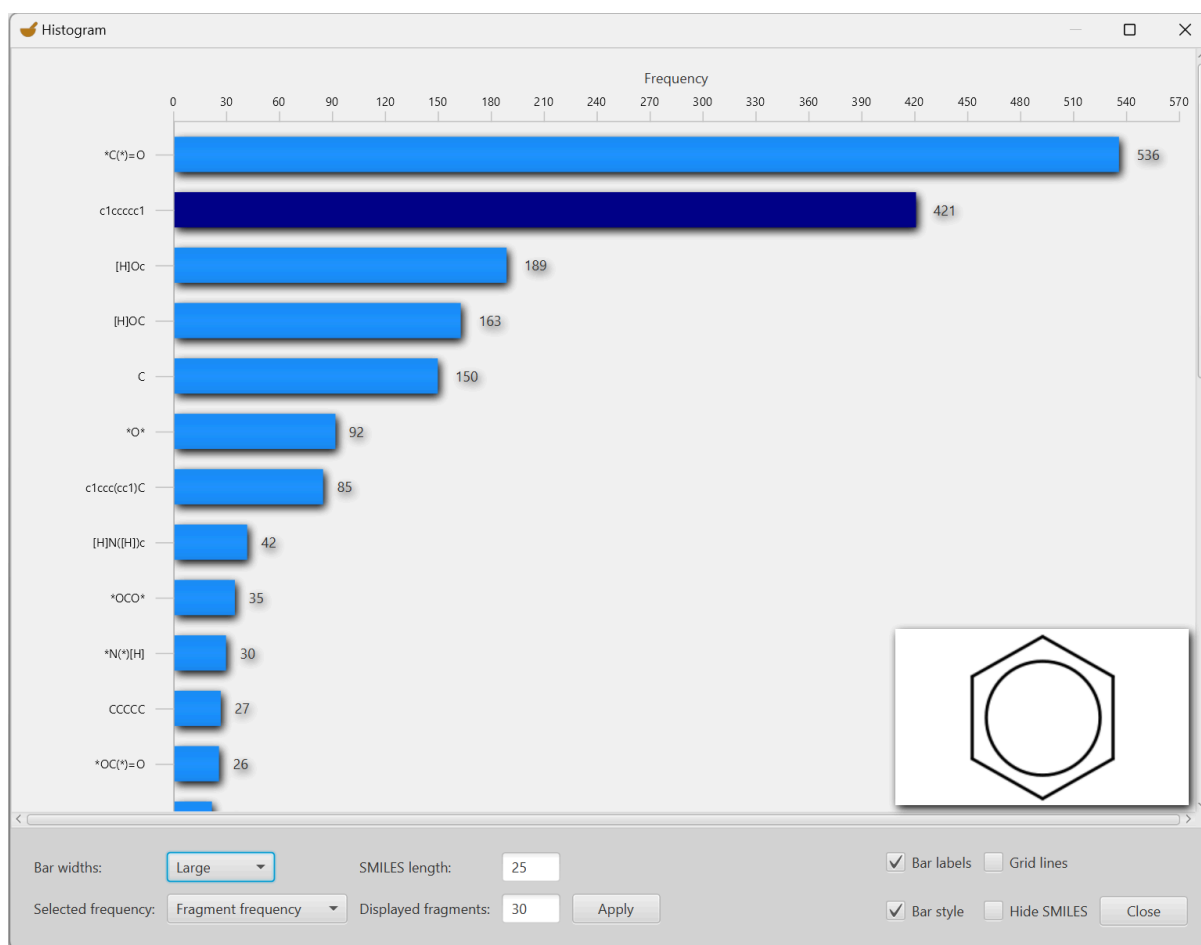 Histogram
Frequency
0 30 60 90 120 150 180 210 240 270 300 330 360 390 420 450 480 510 540 570
*C(*)=O 536
c1ccccc1 421
[H]Oc 189
[H]OC 163
C 150
*O* 92
c1ccc(cc1)C 85
[H]N([H])c 42
*OCO* 35
*N(*)[H] 30
CCCCC 27
*OC(*)=O 26
Bar widths: Large SMILES length: 25 Bar labels Grid lines
Selected frequency: Fragment frequency Displayed fragments: 30 Apply Bar style Hide SMILES Close